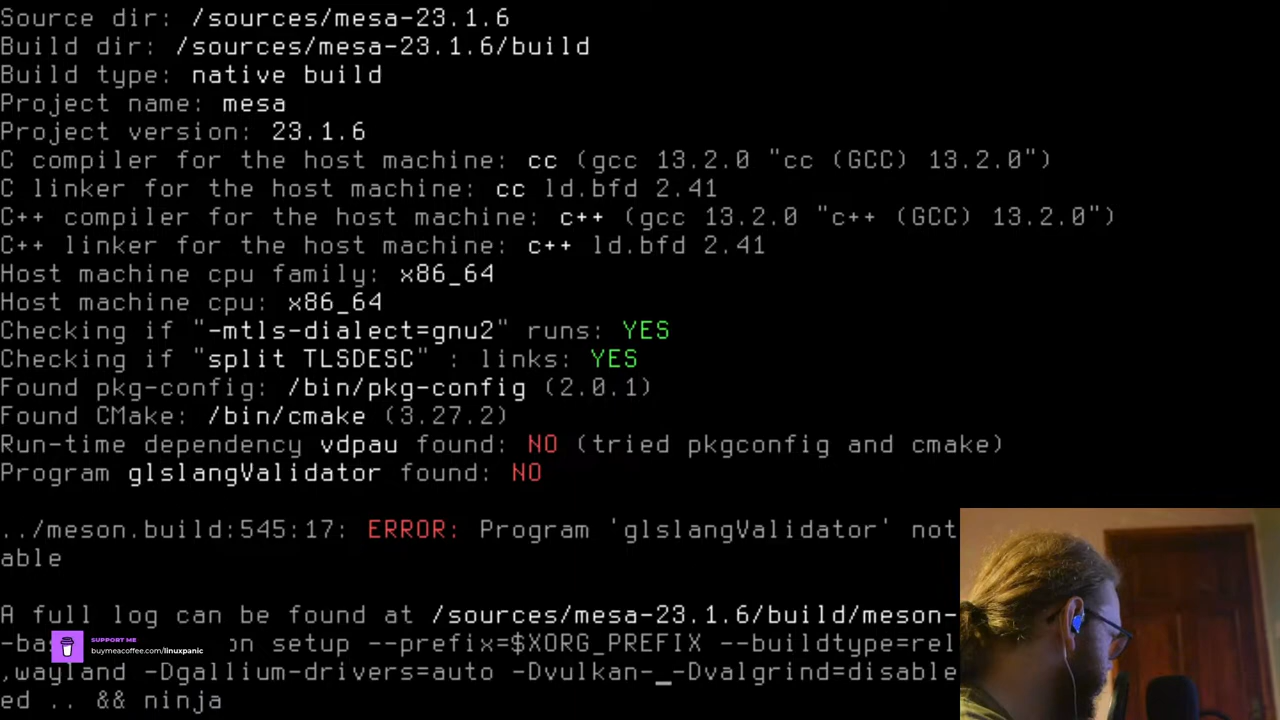 Source dir: /sources/mesa-23.1.6
Build dir: /sources/mesa-23.1.6/build
Build type: native build
Project name: mesa
Project version: 23.1.6
C compiler for the host machine: cc (gcc 13.2.0 "cc (GCC) 13.2.0")
C linker for the host machine: cc ld.bfd 2.41
C++ compiler for the host machine: c++ (gcc 13.2.0 "c++ (GCC) 13.2.0")
C++ linker for the host machine: c++ ld.bfd 2.41
Host machine cpu family: x86_64
Host machine cpu: x86_64
Checking if "-mtls-dialect=gnu2" runs: YES
Checking if "split TLSDESC" : links: YES
Found pkg-config: /bin/pkg-config (2.0.1)
Found CMake: /bin/cmake (3.27.2)
Run-time dependency vdpau found: NO (tried pkgconfig and cmake)
Program glslangValidator found: NO
../meson.build:545:17: ERROR: Program 'glslangValidator' not
able
A full log can be found at /sources/mesa-23.1.6/build/meson-
-ba on setup --prefix=$XORG_PREFIX --buildtype=rel
SUPPORT ME
buymeacoffee.com/linuxpanic
,wayland -Dgallium-drivers=auto -Dvulkan-_-Dvalgrind=disable
ed .. && ninja